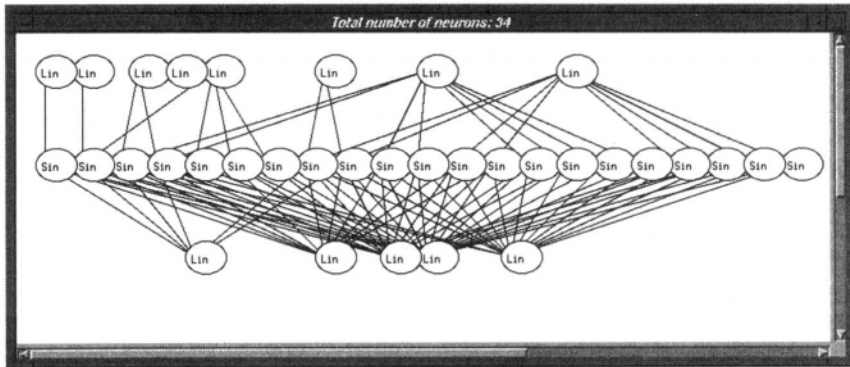 Total number of neurons: 34
Lin Lin Lin Lin Lin Lin Lin Lin
Sin Sin Sin Sin Sin Sin Sin Sin Sin Sin Sin Sin Sin Sin Sin Sin Sin Sin Sin Sin Sin
Lin Lin Lin Lin Lin